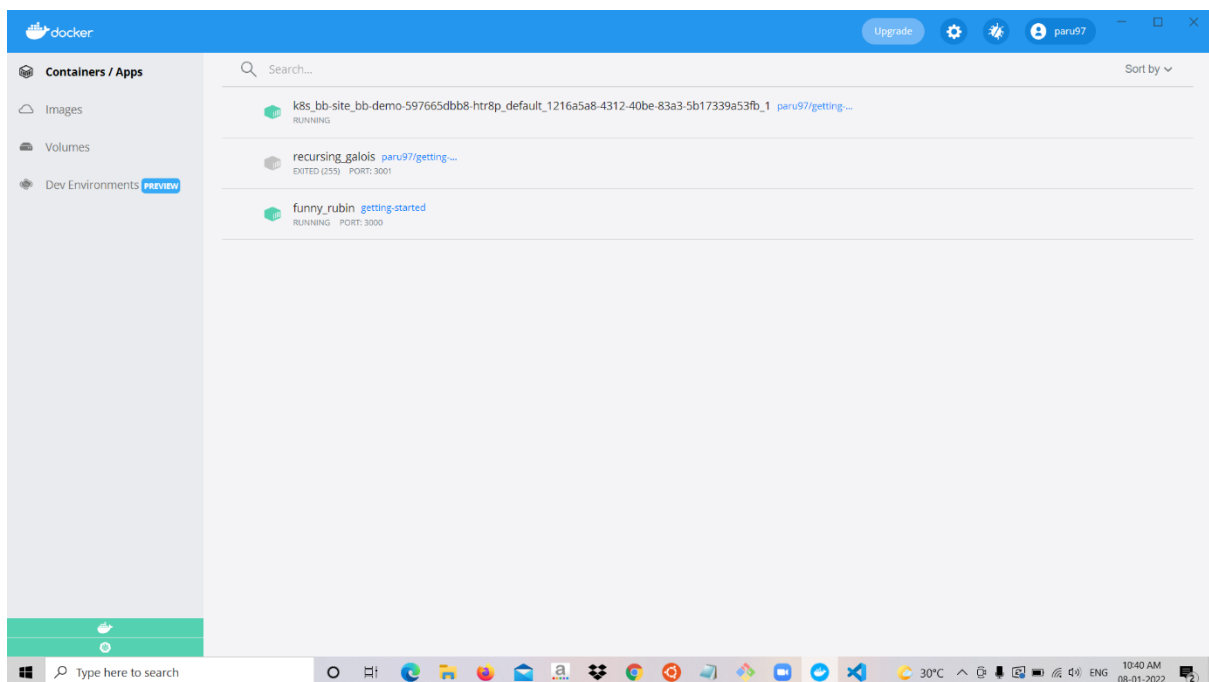 docker
Upgrade
paru97
Containers / Apps
Images
Volumes
Dev Environments PREVIEW
Search...
Sort by
k8s_bb-site_bb-demo-597665dbb8-htr8p_default_1216a5a8-4312-40be-83a3-5b17339a53fb_1 paru97/getting-...
RUNNING
recursing_galois paru97/getting-...
EXITED (255) PORT: 3001
funny_rubin getting-started
RUNNING PORT: 3000
Type here to search
a
30°C
ENG
10:40 AM
08-01-2022
2